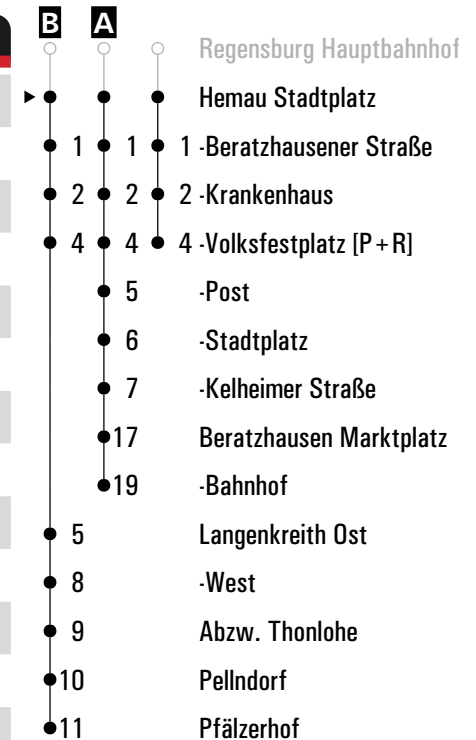 B A
Regensburg Hauptbahnhof
Hemau Stadtplatz
1 1 1 -Beratzhausener Straße
2 2 2 -Krankenhaus
4 4 4 -Volksfestplatz [P+R]
5 -Post
6 -Stadtplatz
7 -Kelheimer Straße
17 Beratzhausen Marktplatz
19 -Bahnhof
5 Langenkreith Ost
8 -West
9 Abzw. Thonlohe
10 Pellndorf
11 Pfälzerhof